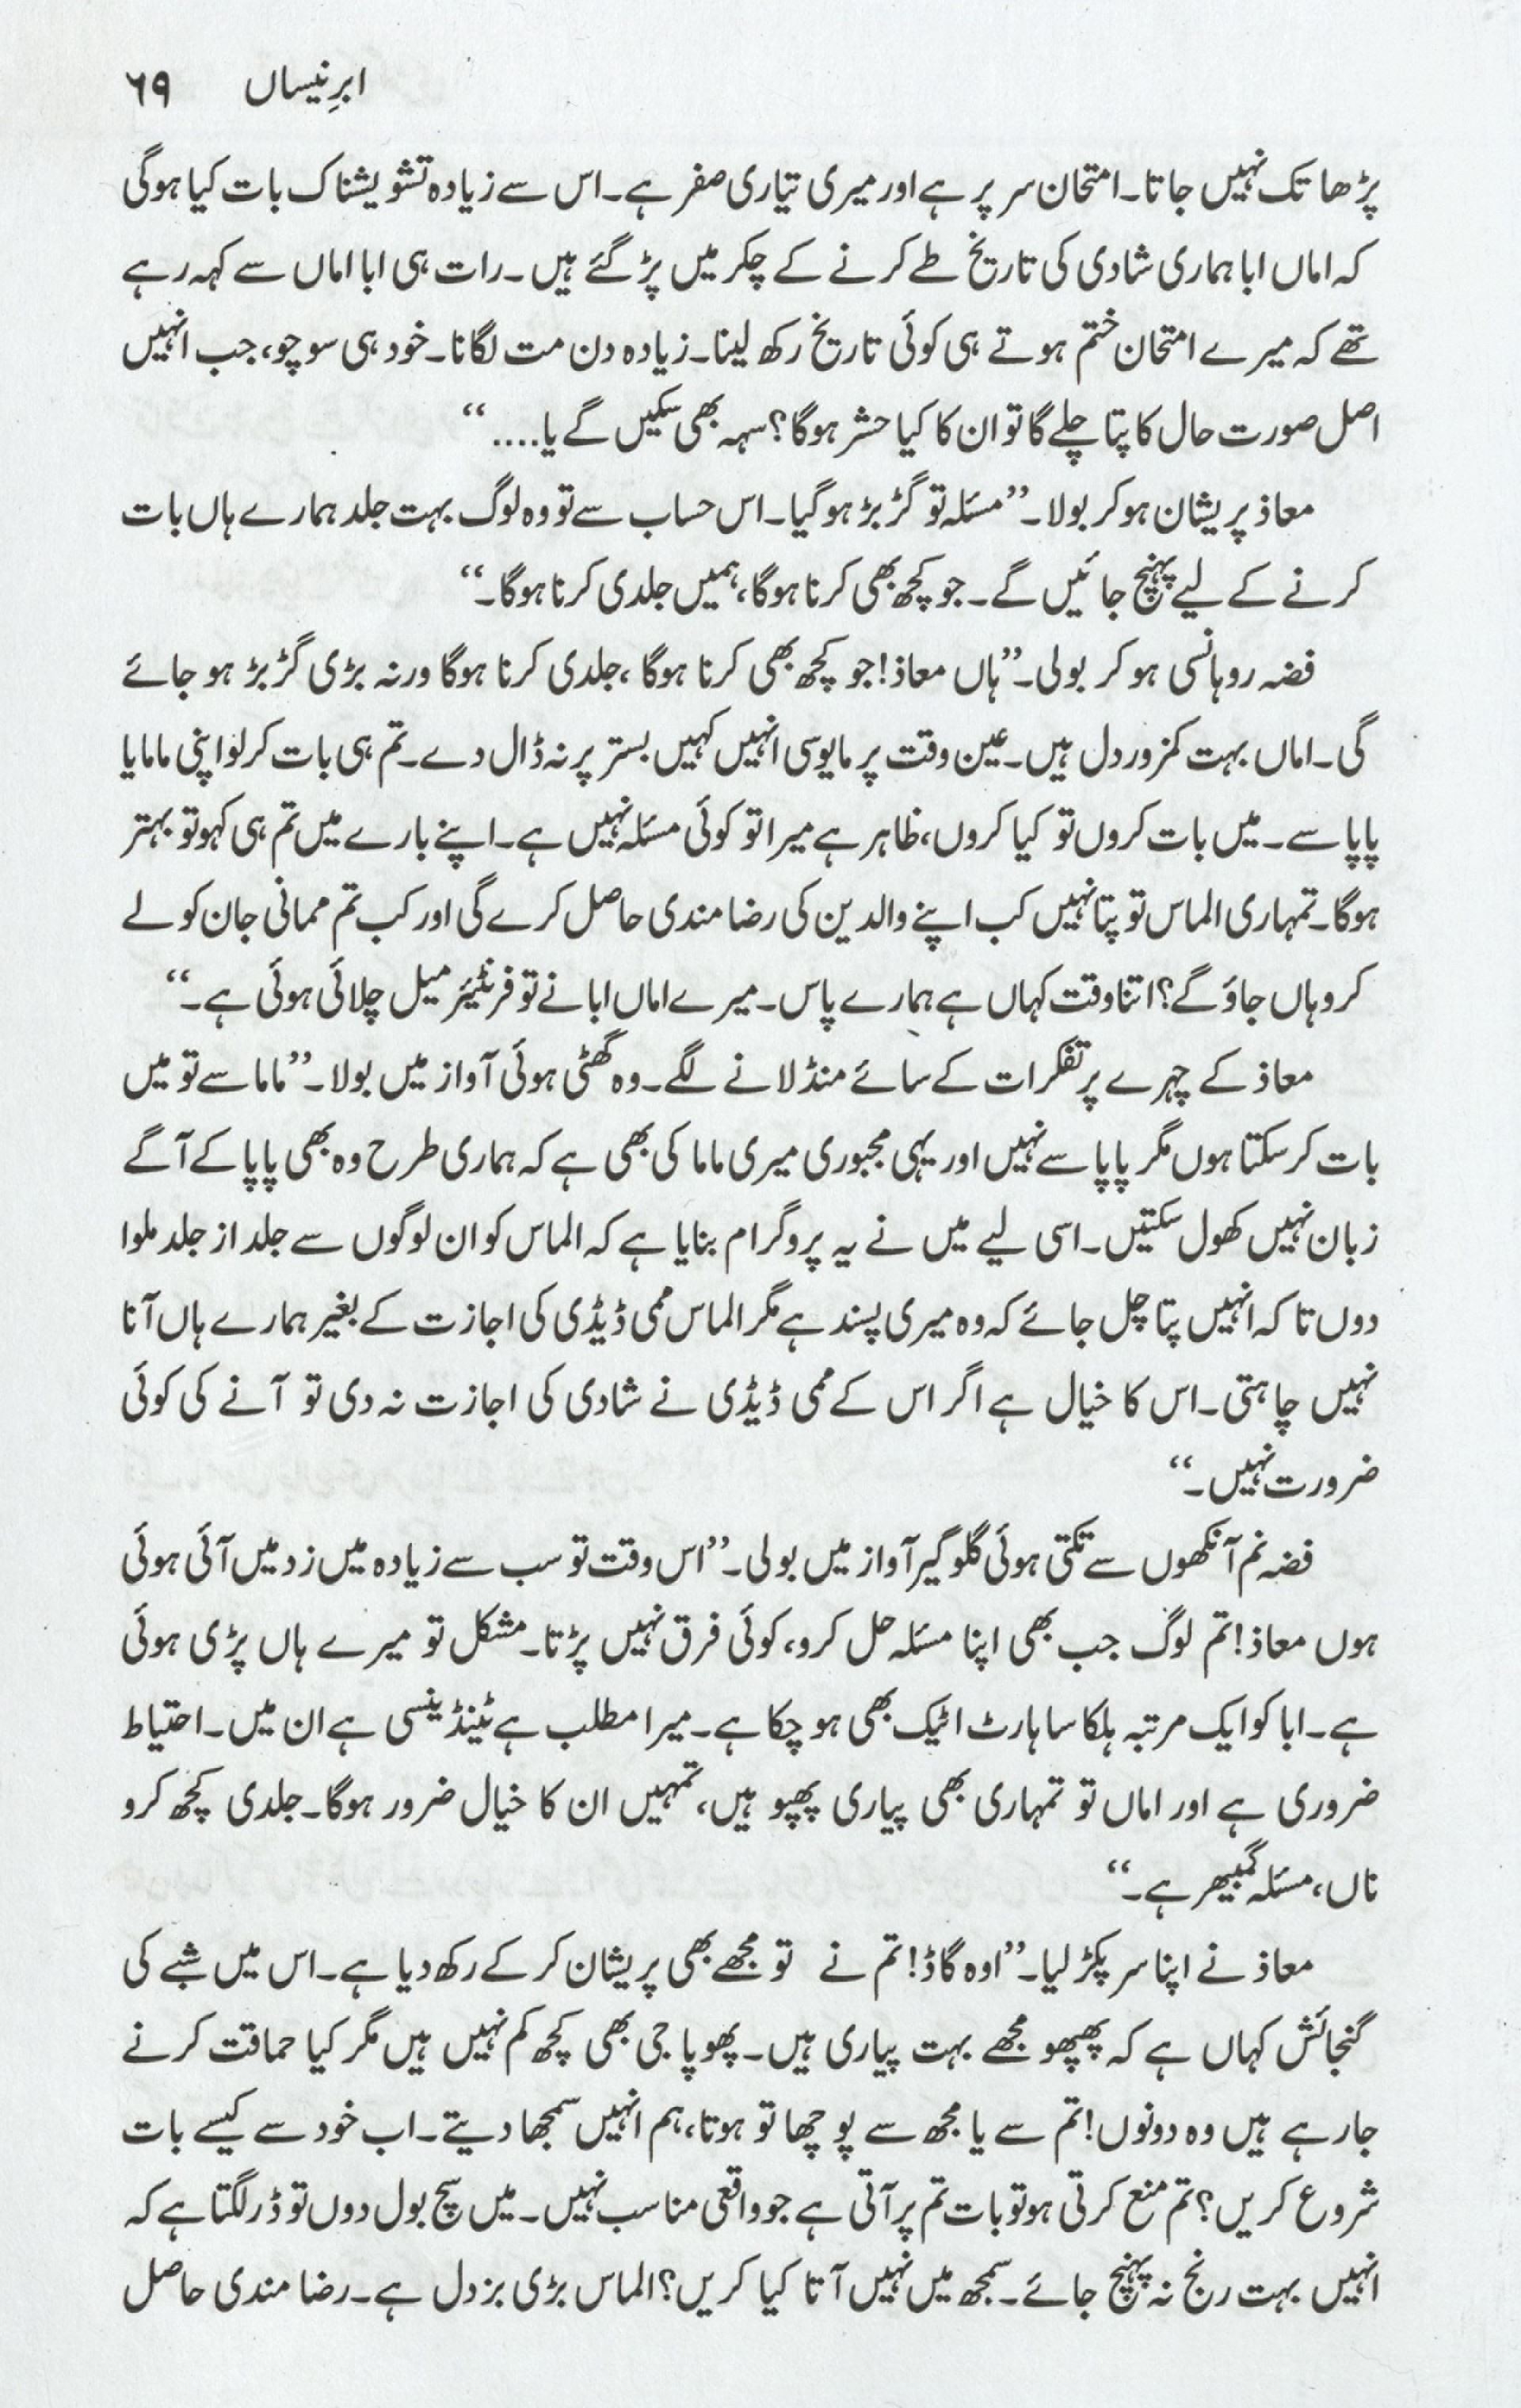 ابرِ نیساں ۶۹
پڑھا تک نہیں جاتا۔ امتحان سر پر ہے اور میری تیاری صفر ہے۔ اس سے زیادہ تشویشناک بات کیا ہوگی
کہ اماں ابا ہماری شادی کی تاریخ طے کرنے کے چکر میں پڑ گئے ہیں۔ رات ہی ابا اماں سے کہہ رہے
تھے کہ میرے امتحان ختم ہوتے ہی کوئی تاریخ رکھ لینا۔ زیادہ دن مت لگانا۔ خود ہی سوچو، جب انہیں
اصل صورت حال کا پتا چلے گا تو ان کا کیا حشر ہوگا؟ سہہ بھی سکیں گے یا....“
معاذ پریشان ہوکر بولا۔ ”مسئلہ تو گڑبڑ ہوگیا۔ اس حساب سے تو وہ لوگ بہت جلد ہمارے ہاں بات
کرنے کے لیے پہنچ جائیں گے۔ جو کچھ بھی کرنا ہوگا، ہمیں جلدی کرنا ہوگا۔“
فضہ روہانسی ہو کر بولی۔ ”ہاں معاذ! جو کچھ بھی کرنا ہوگا، جلدی کرنا ہوگا ورنہ بڑی گڑبڑ ہو جائے
گی۔ اماں بہت کمزور دل ہیں۔ عین وقت پر مایوسی انہیں کہیں بستر پر نہ ڈال دے۔ تم ہی بات کرلو اپنی ماما یا
پاپا سے۔ میں بات کروں تو کیا کروں، ظاہر ہے میرا تو کوئی مسئلہ نہیں ہے۔ اپنے بارے میں تم ہی کہو تو بہتر
ہوگا۔ تمہاری الماس تو پتا نہیں کب اپنے والدین کی رضا مندی حاصل کرے گی اور کب تم ممانی جان کو لے
کر وہاں جاؤ گے؟ اتنا وقت کہاں ہے ہمارے پاس۔ میرے اماں ابا نے تو فرنٹیئر میل چلائی ہوئی ہے۔“
معاذ کے چہرے پر تفکرات کے سائے منڈلانے لگے۔ وہ گھٹی ہوئی آواز میں بولا۔ ”ماما سے تو میں
بات کر سکتا ہوں مگر پاپا سے نہیں اور یہی مجبوری میری ماما کی بھی ہے کہ ہماری طرح وہ بھی پاپا کے آگے
زبان نہیں کھول سکتیں۔ اسی لیے میں نے یہ پروگرام بنایا ہے کہ الماس کو ان لوگوں سے جلد از جلد ملوا
دوں تاکہ انہیں پتا چل جائے کہ وہ میری پسند ہے مگر الماس ممی ڈیڈی کی اجازت کے بغیر ہمارے ہاں آنا
نہیں چاہتی۔ اس کا خیال ہے اگر اس کے ممی ڈیڈی نے شادی کی اجازت نہ دی تو آنے کی کوئی
ضرورت نہیں۔“
فضہ نم آنکھوں سے تکتی ہوئی گلوگیر آواز میں بولی۔ ”اس وقت تو سب سے زیادہ میں زد میں آئی ہوئی
ہوں معاذ! تم لوگ جب بھی اپنا مسئلہ حل کرو، کوئی فرق نہیں پڑتا۔ مشکل تو میرے ہاں پڑی ہوئی
ہے۔ ابا کو ایک مرتبہ ہلکا سا ہارٹ اٹیک بھی ہو چکا ہے۔ میرا مطلب ہے ٹینڈینسی ہے ان میں۔ احتیاط
ضروری ہے اور اماں تو تمہاری بھی پیاری پھپو ہیں، تمہیں ان کا خیال ضرور ہوگا۔ جلدی کچھ کرو
ناں، مسئلہ گمبھیر ہے۔“
معاذ نے اپنا سر پکڑ لیا۔ ”اوہ گاڈ! تم نے تو مجھے بھی پریشان کر کے رکھ دیا ہے۔ اس میں شبے کی
گنجائش کہاں ہے کہ پھپھو مجھے بہت پیاری ہیں۔ پھوپا جی بھی کچھ کم نہیں ہیں مگر کیا حماقت کرنے
جارہے ہیں وہ دونوں! تم سے یا مجھ سے پوچھا تو ہوتا، ہم انہیں سمجھا دیتے۔ اب خود سے کیسے بات
شروع کریں؟ تم منع کرتی ہو تو بات تم پر آتی ہے جو واقعی مناسب نہیں۔ میں سچ بول دوں تو ڈر لگتا ہے کہ
انہیں بہت رنج نہ پہنچ جائے۔ سمجھ میں نہیں آتا کیا کریں؟ الماس بڑی بزدل ہے۔ رضا مندی حاصل